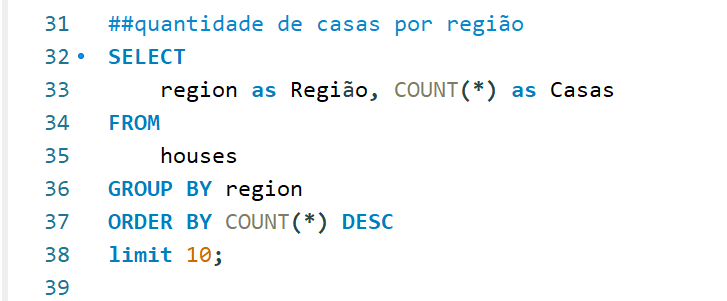 31 ##quantidade de casas por região
32 SELECT
33 region as Região, COUNT(*) as Casas
34 FROM
35 houses
36 GROUP BY region
37 ORDER BY COUNT(*) DESC
38 limit 10;
39